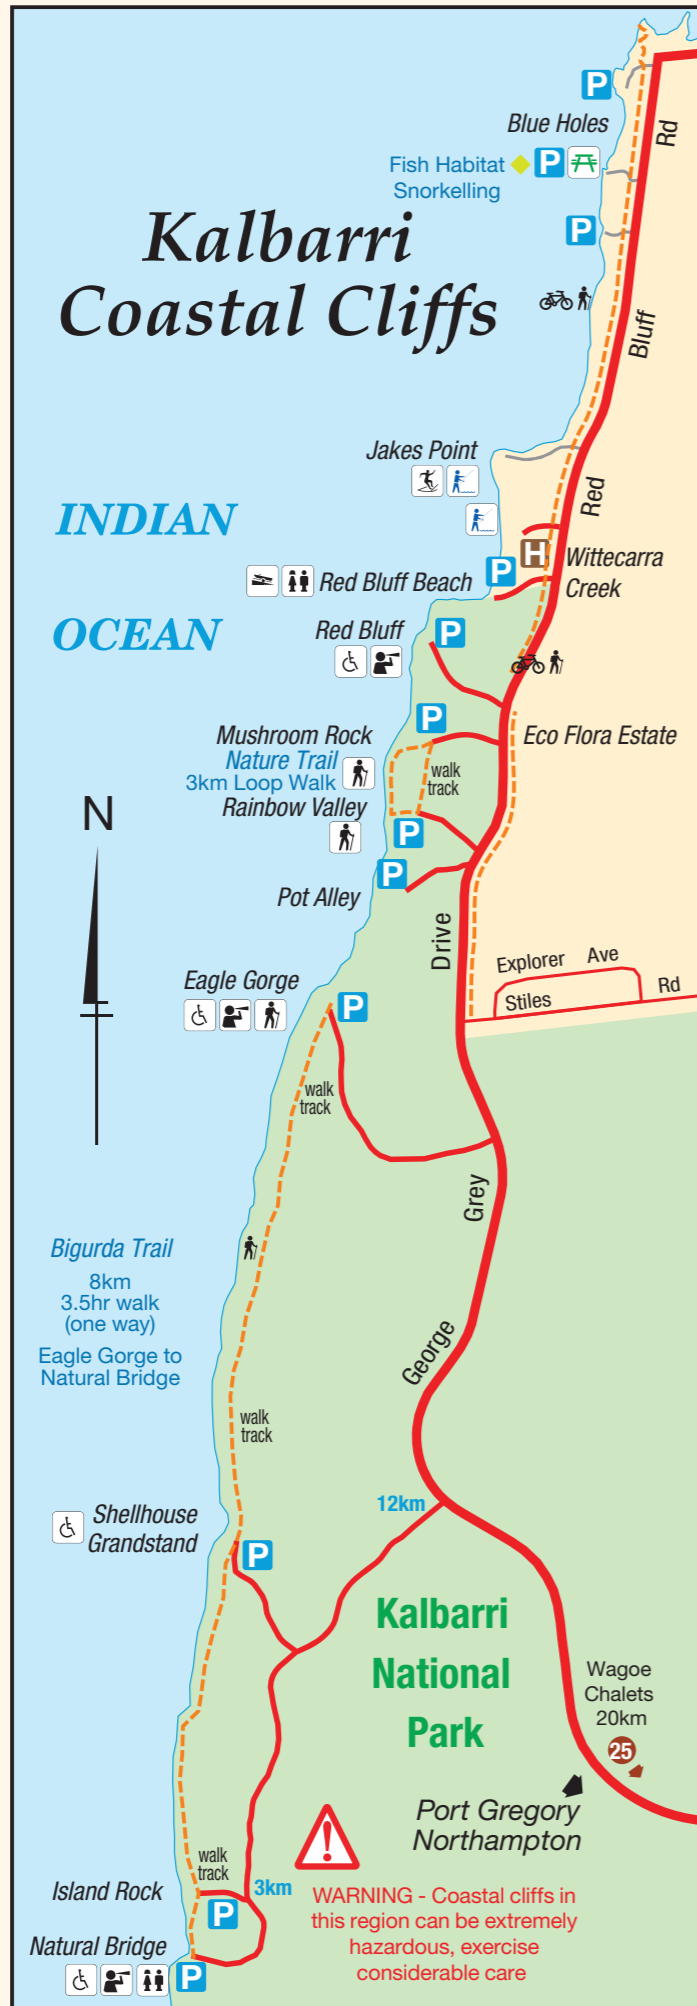 P
Blue Holes
Rd
Fish Habitat
Snorkelling
P
Kalbarri
Coastal Cliffs
P
Bluff
Jakes Point
Red
INDIAN
OCEAN
H
Wittecarra
Creek
P
Red Bluff Beach
Red Bluff
P
P
Mushroom Rock
Nature Trail
3km Loop Walk
Eco Flora Estate
walk
track
Rainbow Valley
P
N
P
Pot Alley
Drive
Explorer Ave
Stiles
Rd
Eagle Gorge
P
walk
track
Grey
Bigurda Trail
8km
3.5hr walk
(one way)
Eagle Gorge to
Natural Bridge
George
walk
track
12km
Shellhouse
Grandstand
P
Kalbarri
National
Park
Wagoe
Chalets
20km
25
Port Gregory
Northampton
walk
track
Island Rock
3km
P
WARNING - Coastal cliffs in
this region can be extremely
hazardous, exercise
considerable care
Natural Bridge
P